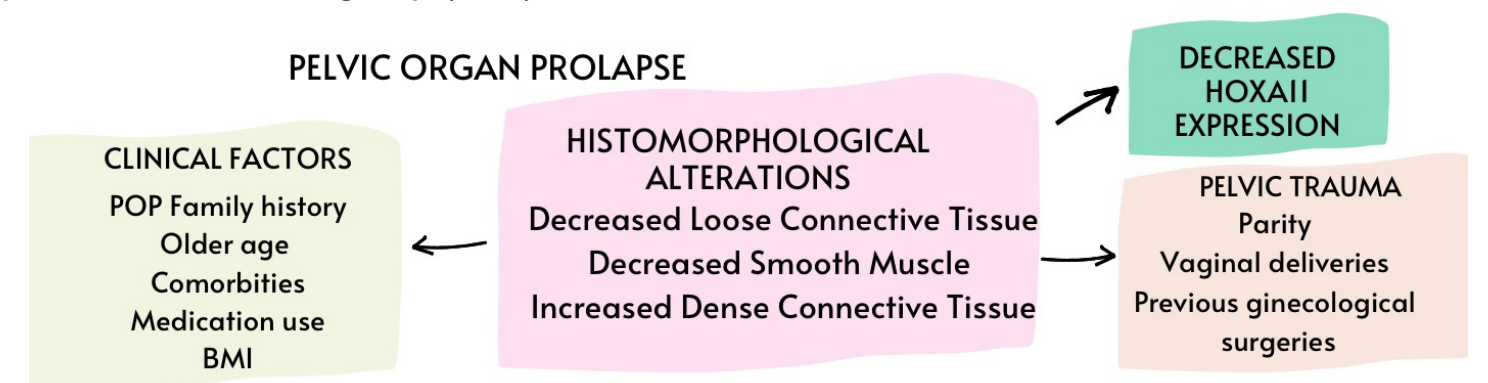 PELVIC ORGAN PROLAPSE
CLINICAL FACTORS
POP Family history
Older age
Comorbities
Medication use
BMI
HISTOMORPHOLOGICAL
ALTERATIONS
Decreased Loose Connective Tissue
Decreased Smooth Muscle
Increased Dense Connective Tissue
DECREASED
HOXA11
EXPRESSION
PELVIC TRAUMA
Parity
Vaginal deliveries
Previous ginecological
surgeries